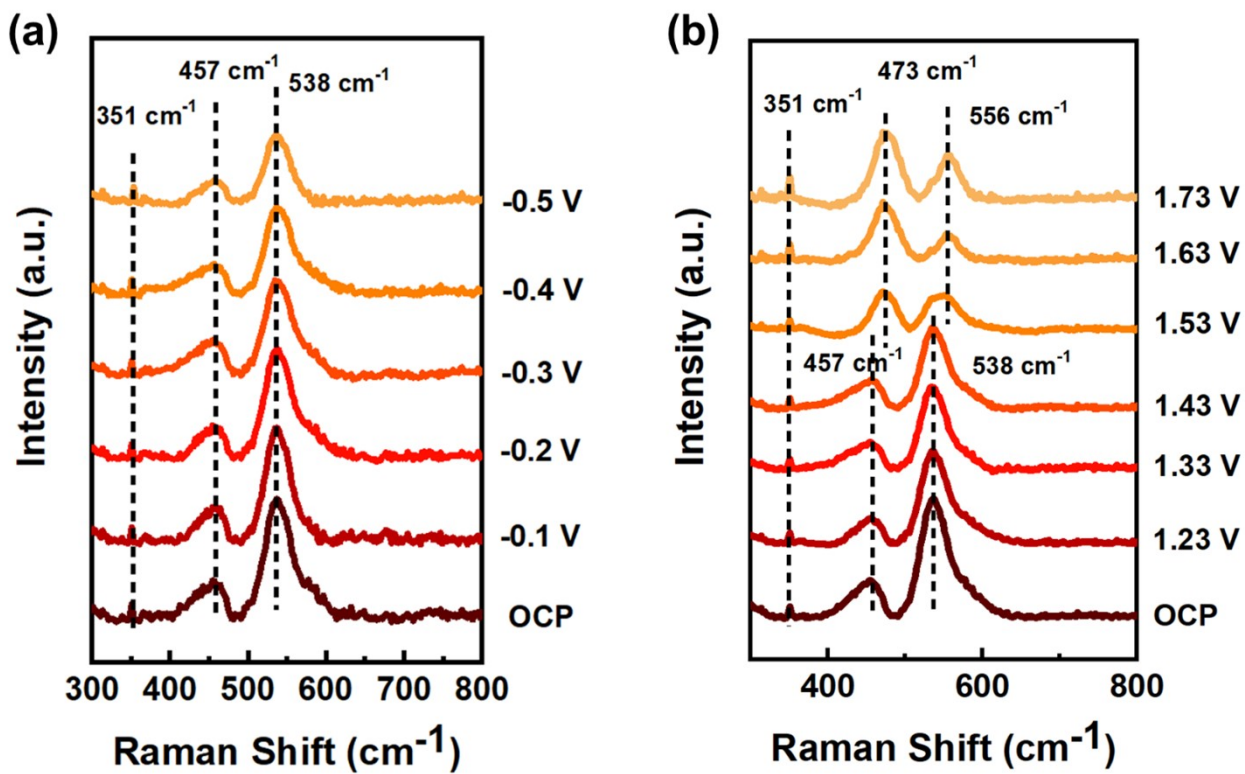 (a)
457 cm⁻¹
538 cm⁻¹
351 cm⁻¹
-0.5 V
-0.4 V
-0.3 V
-0.2 V
-0.1 V
OCP
Intensity (a.u.)
300 400 500 600 700 800
Raman Shift (cm⁻¹)
(b)
473 cm⁻¹
351 cm⁻¹
556 cm⁻¹
1.73 V
1.63 V
1.53 V
457 cm⁻¹
538 cm⁻¹
1.43 V
1.33 V
1.23 V
OCP
Intensity (a.u.)
400 600 800
Raman Shift (cm⁻¹)